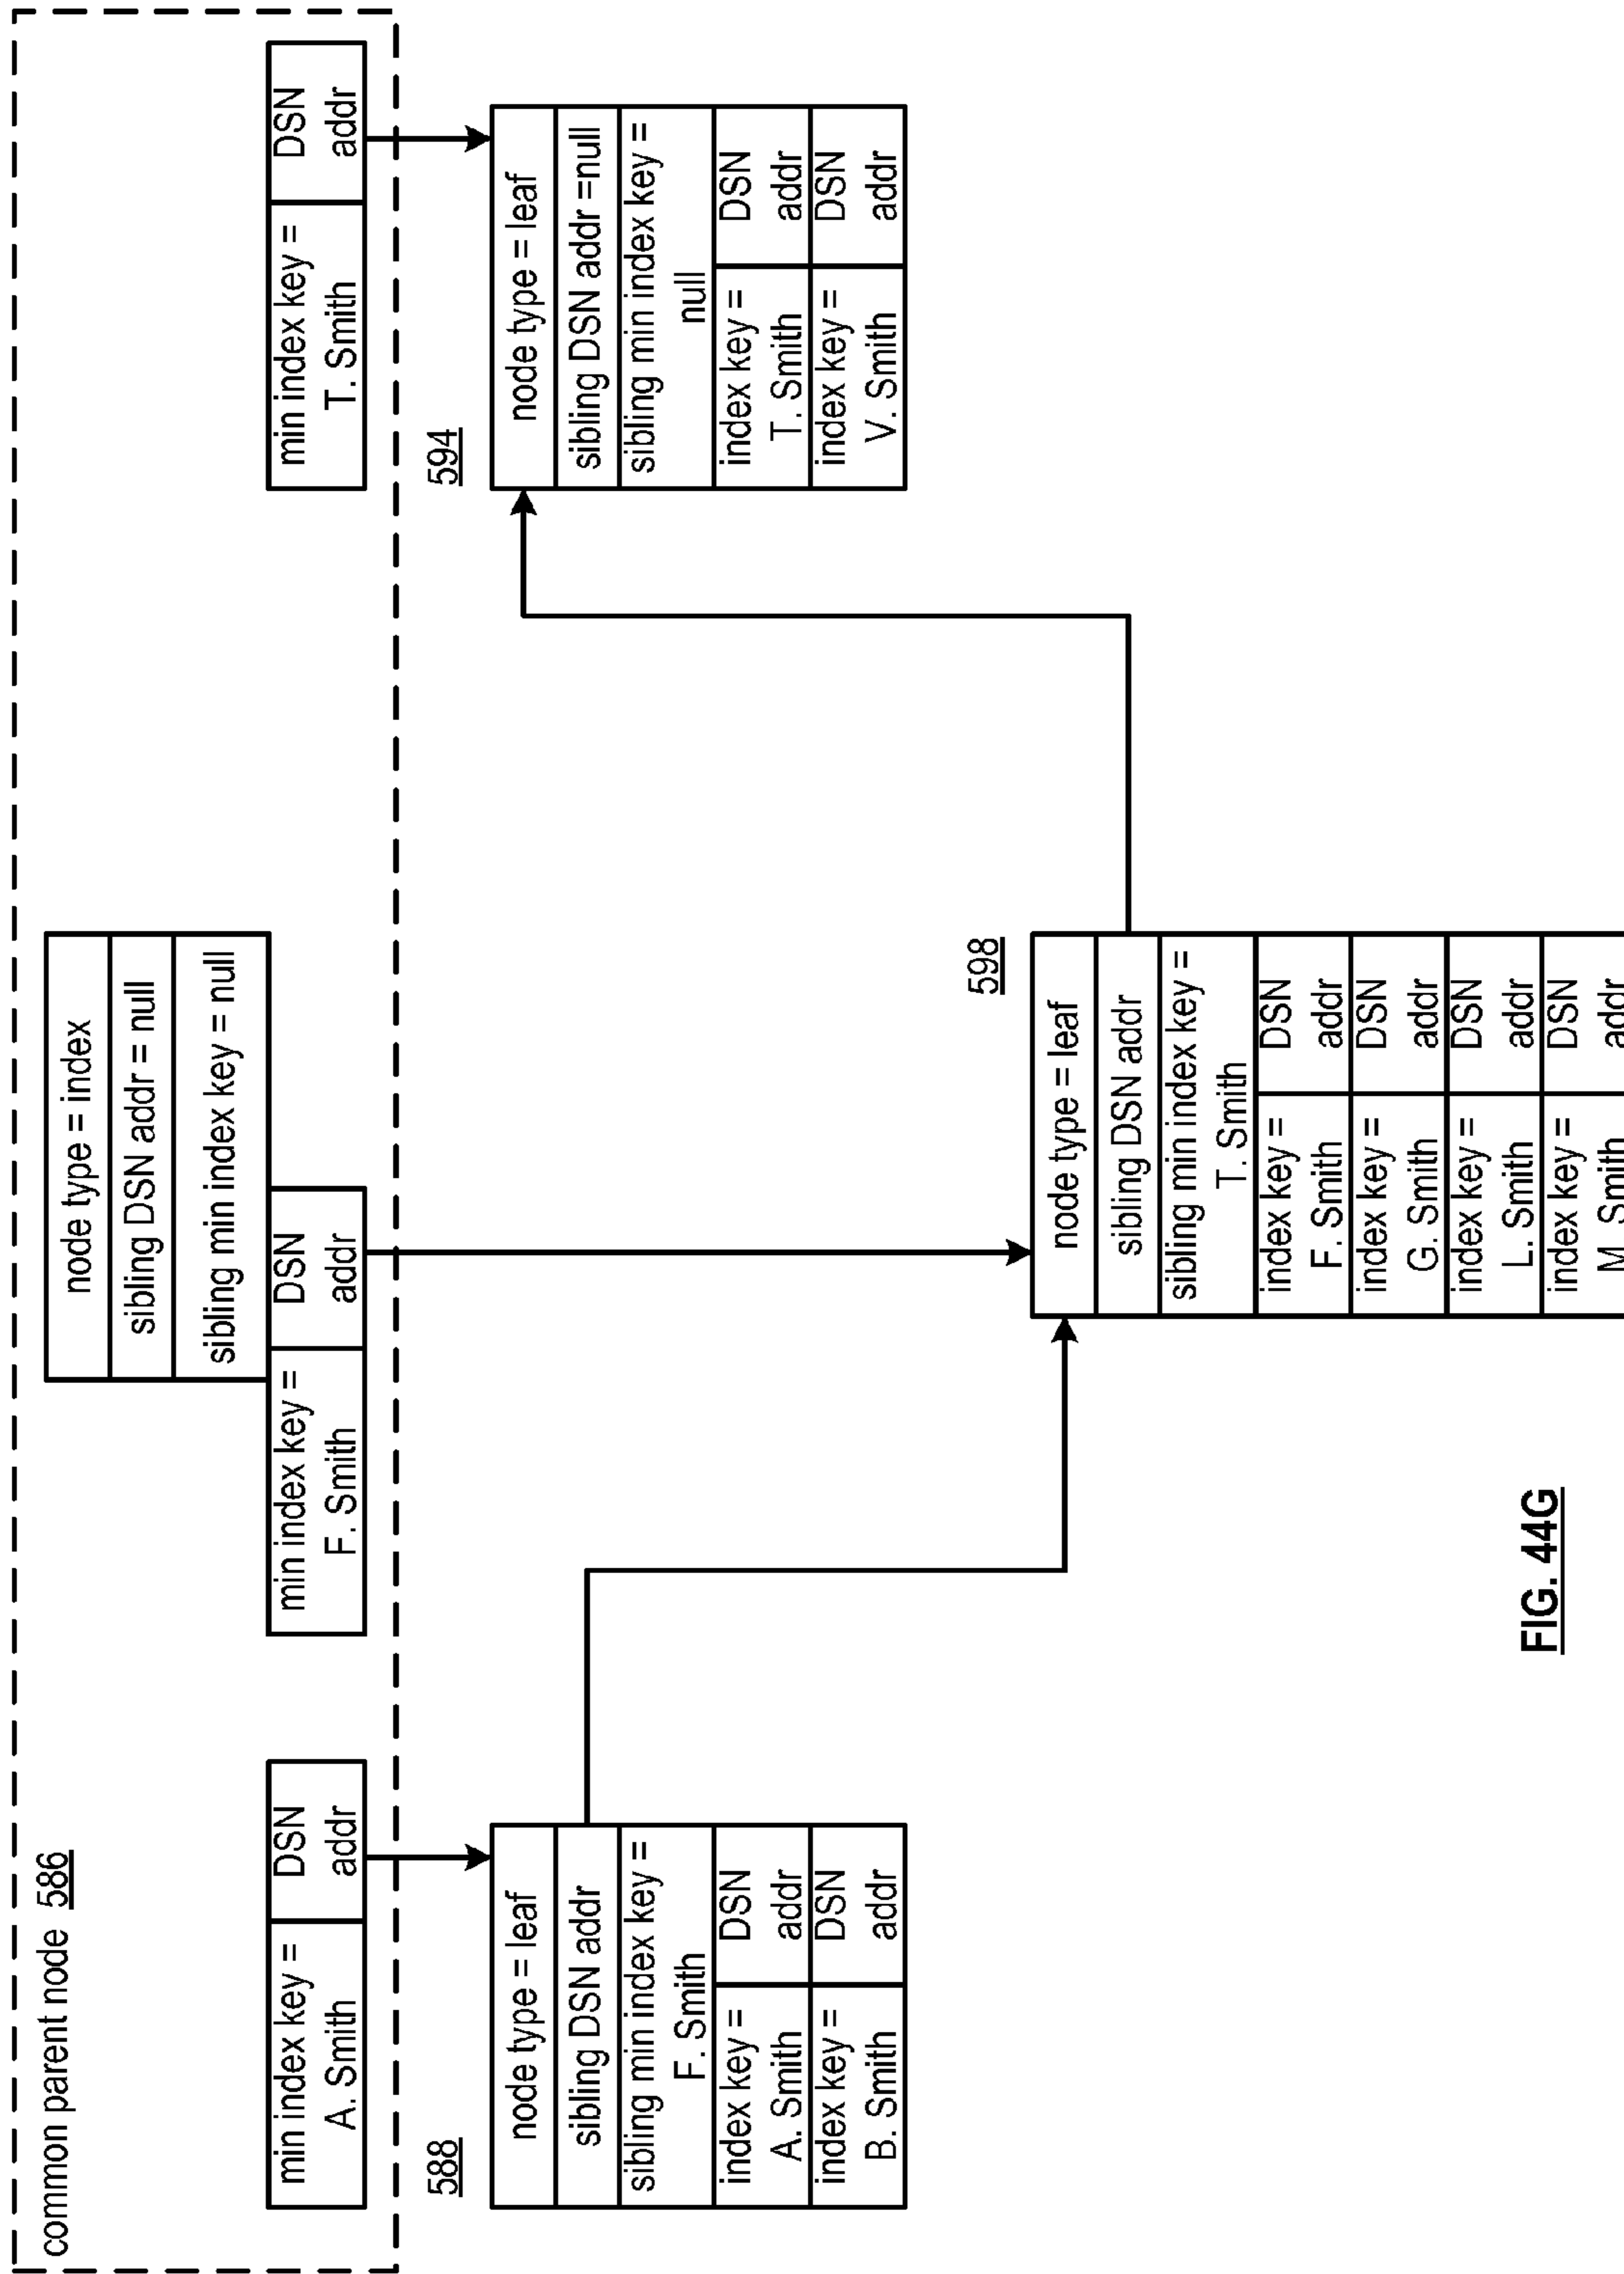 common parent node 586
node type = index
sibling DSN addr = null
sibling min index key = null
min index key =
A. Smith
DSN
addr
min index key =
F. Smith
DSN
addr
min index key =
T. Smith
DSN
addr
588
node type = leaf
sibling DSN addr
sibling min index key =
F. Smith
index key =
A. Smith
DSN
addr
index key =
B. Smith
DSN
addr
594
node type = leaf
sibling DSN addr =null
sibling min index key =
null
index key =
T. Smith
DSN
addr
index key =
V. Smith
DSN
addr
598
node type = leaf
sibling DSN addr
sibling min index key =
T. Smith
index key =
F. Smith
DSN
addr
index key =
G. Smith
DSN
addr
index key =
L. Smith
DSN
addr
index key =
M. Smith
DSN
addr
FIG. 44G